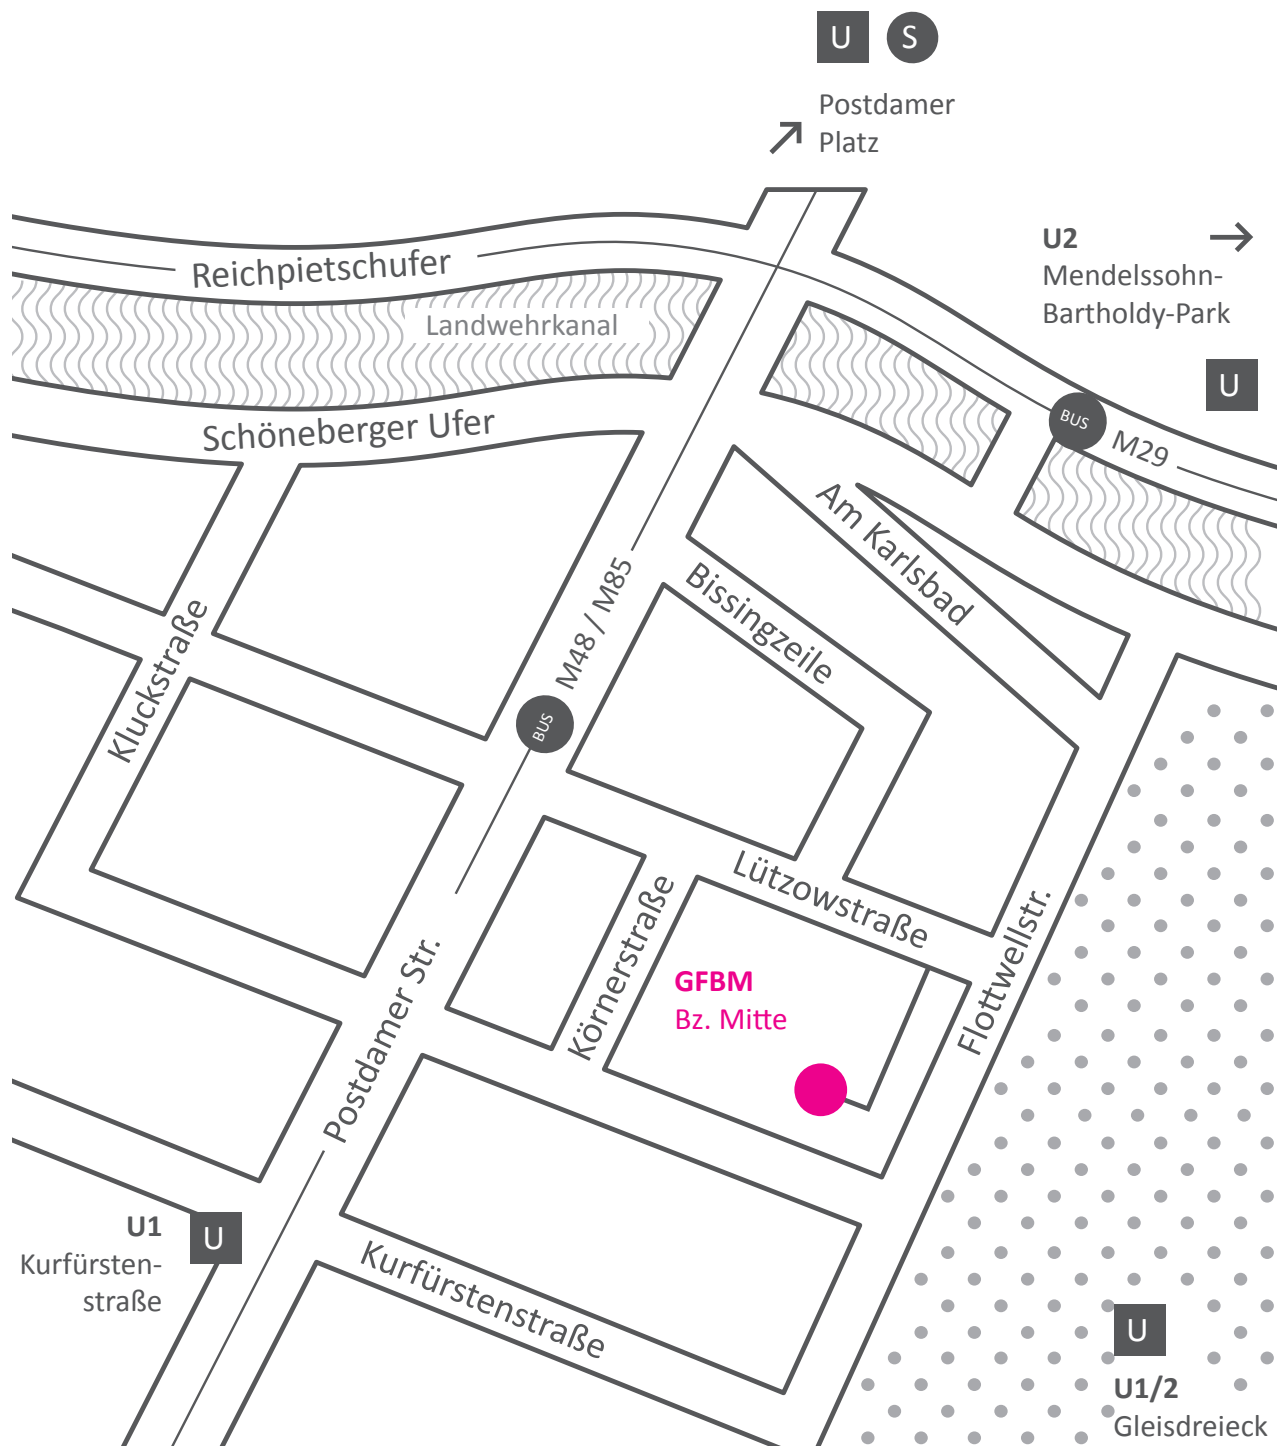 U S
Postdamer
Platz
U2
Mendelssohn-
Bartholdy-Park
U
Reichpietschufer
Landwehrkanal
BUS
M29
Schöneberger Ufer
Am Karlsbad
M48 / M85
Bissingzeile
Kluckstraße
BUS
Lützowstraße
Körnerstraße
Flottwellstr.
Postdamer Str.
GFBM
Bz. Mitte
U1
Kurfürsten-
straße
U
Kurfürstenstraße
U
U1/2
Gleisdreieck